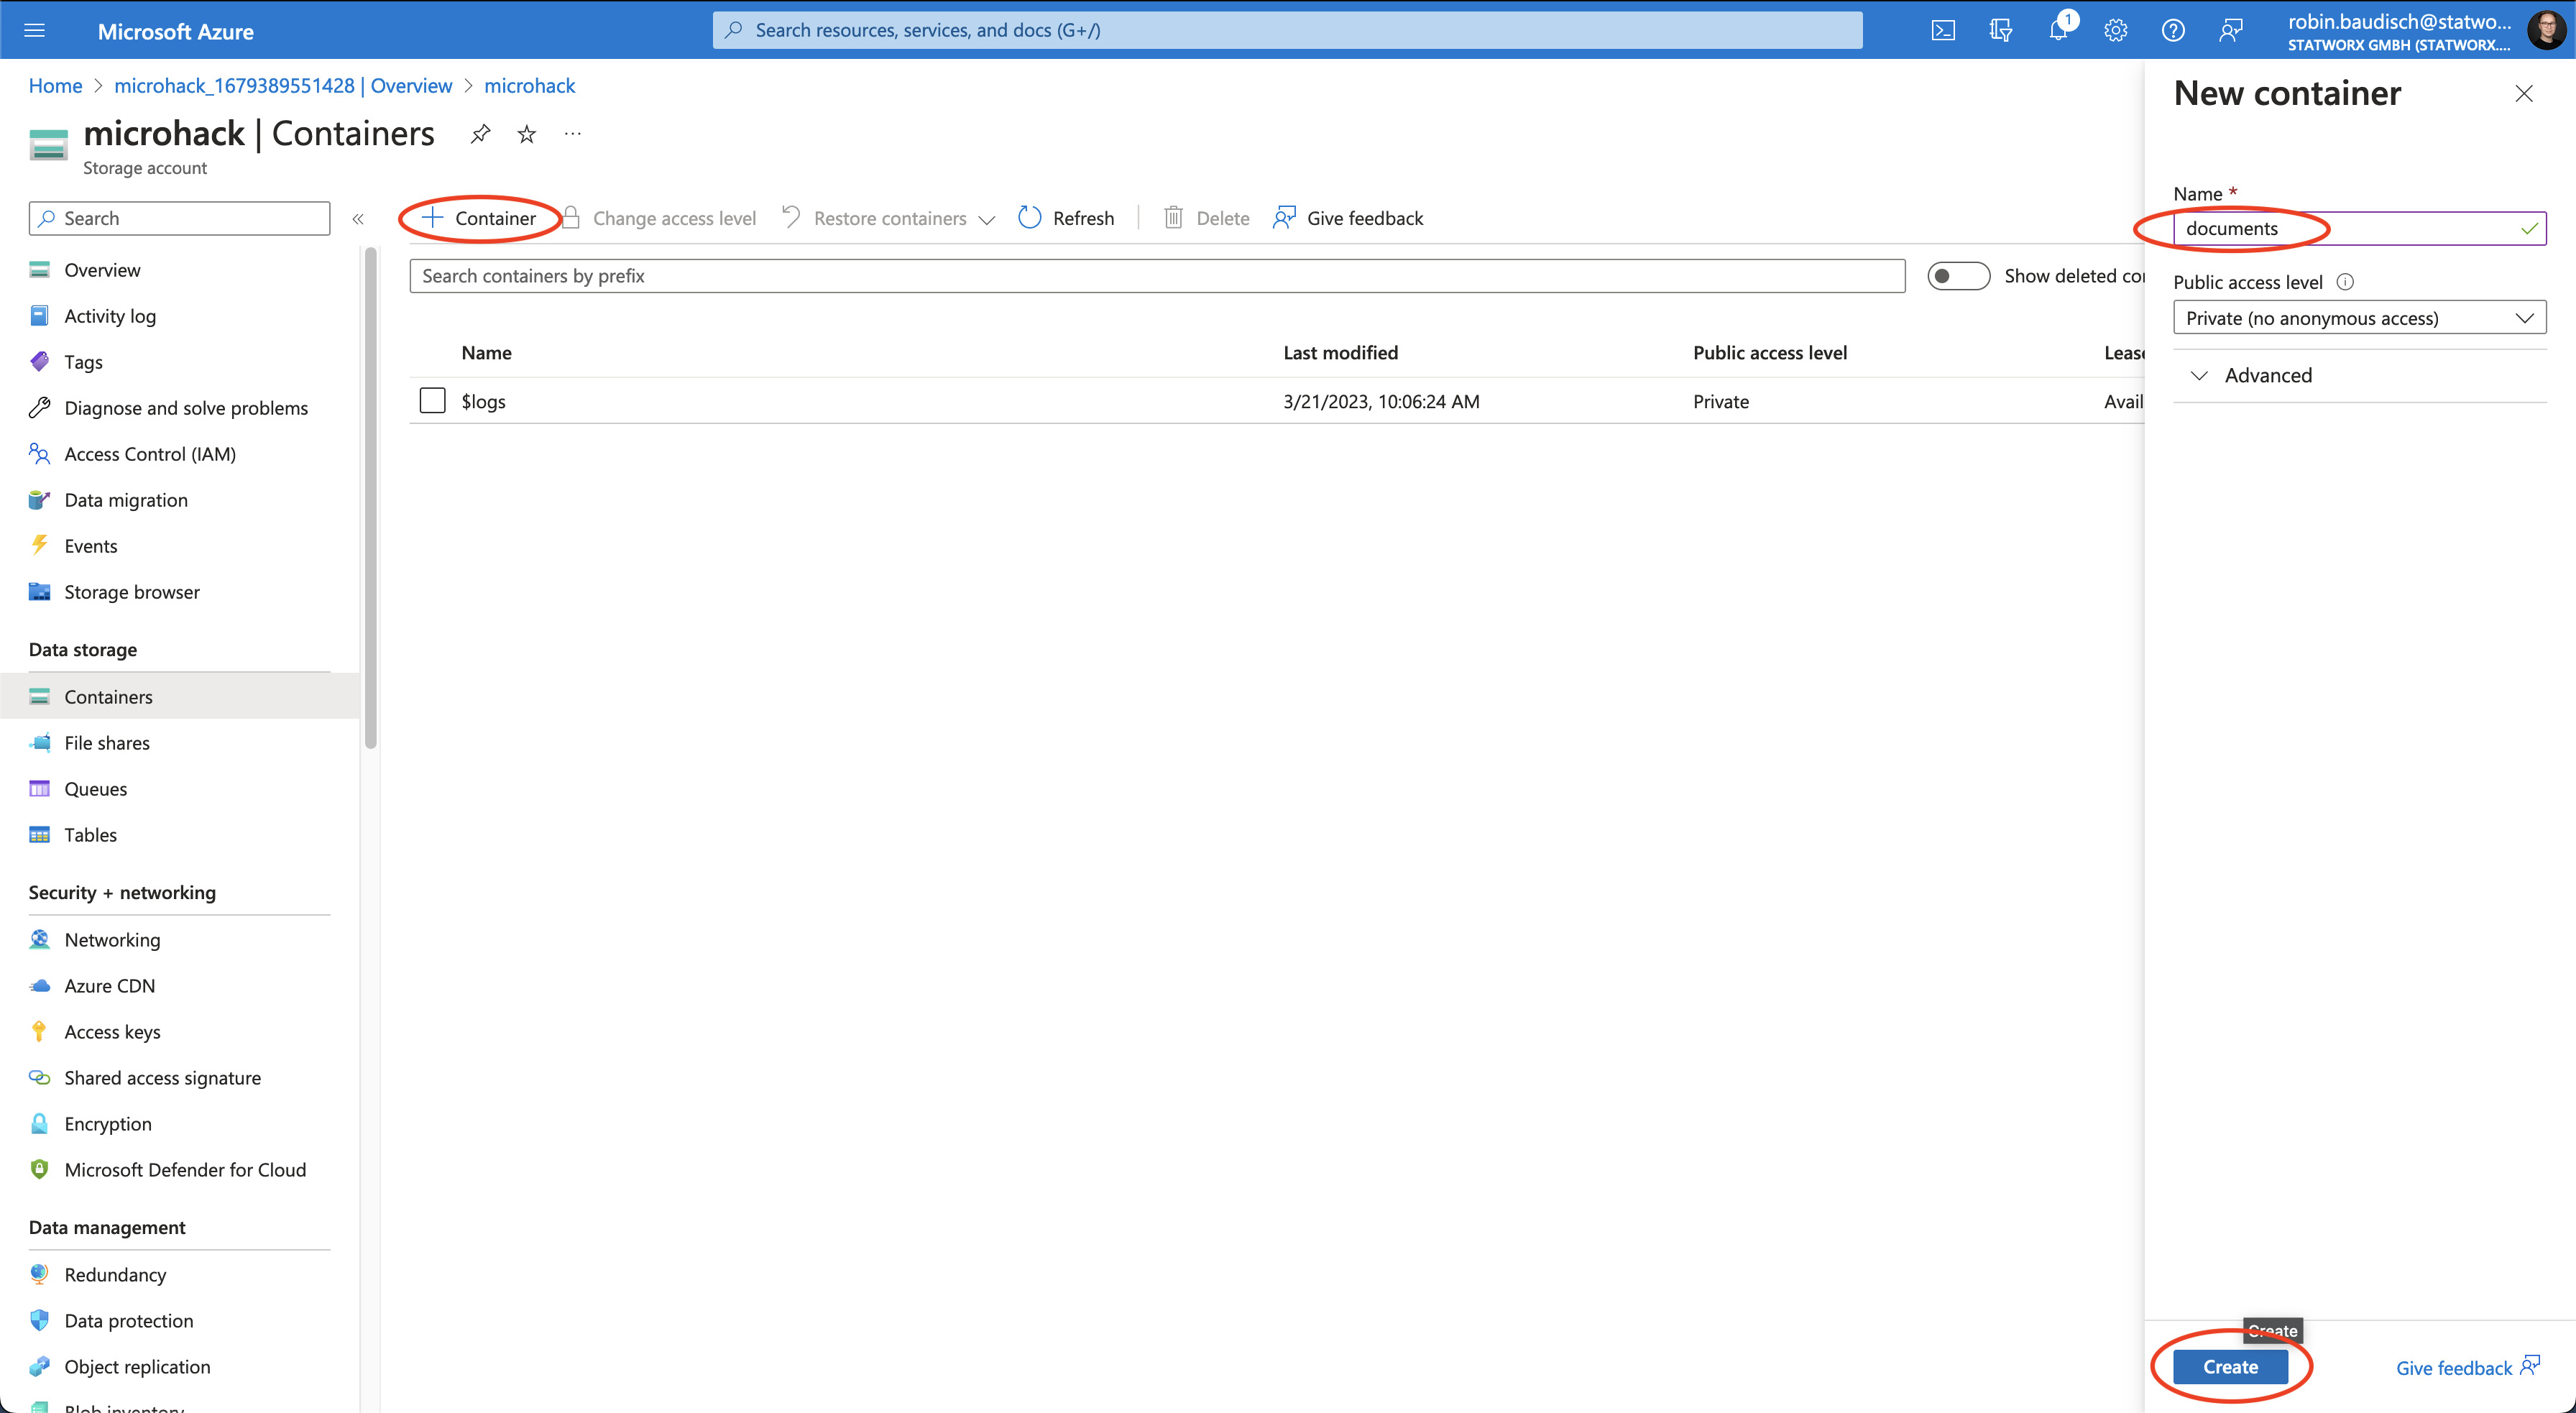 Microsoft Azure
Search resources, services, and docs (G+/)
1
robin.baudisch@statwo...
STATWORX GMBH (STATWORX....
Home > microhack_1679389551428 | Overview > microhack
microhack | Containers
Storage account
Search
Container
Change access level
Restore containers
Refresh
Delete
Give feedback
Search containers by prefix
Show deleted con
Name
Last modified
Public access level
Lease
$logs
3/21/2023, 10:06:24 AM
Private
Avail
Overview
Activity log
Tags
Diagnose and solve problems
Access Control (IAM)
Data migration
Events
Storage browser
Data storage
Containers
File shares
Queues
Tables
Security + networking
Networking
Azure CDN
Access keys
Shared access signature
Encryption
Microsoft Defender for Cloud
Data management
Redundancy
Data protection
Object replication
Blob inventory
New container
Name *
documents
Public access level
Private (no anonymous access)
Advanced
Create
Create
Give feedback